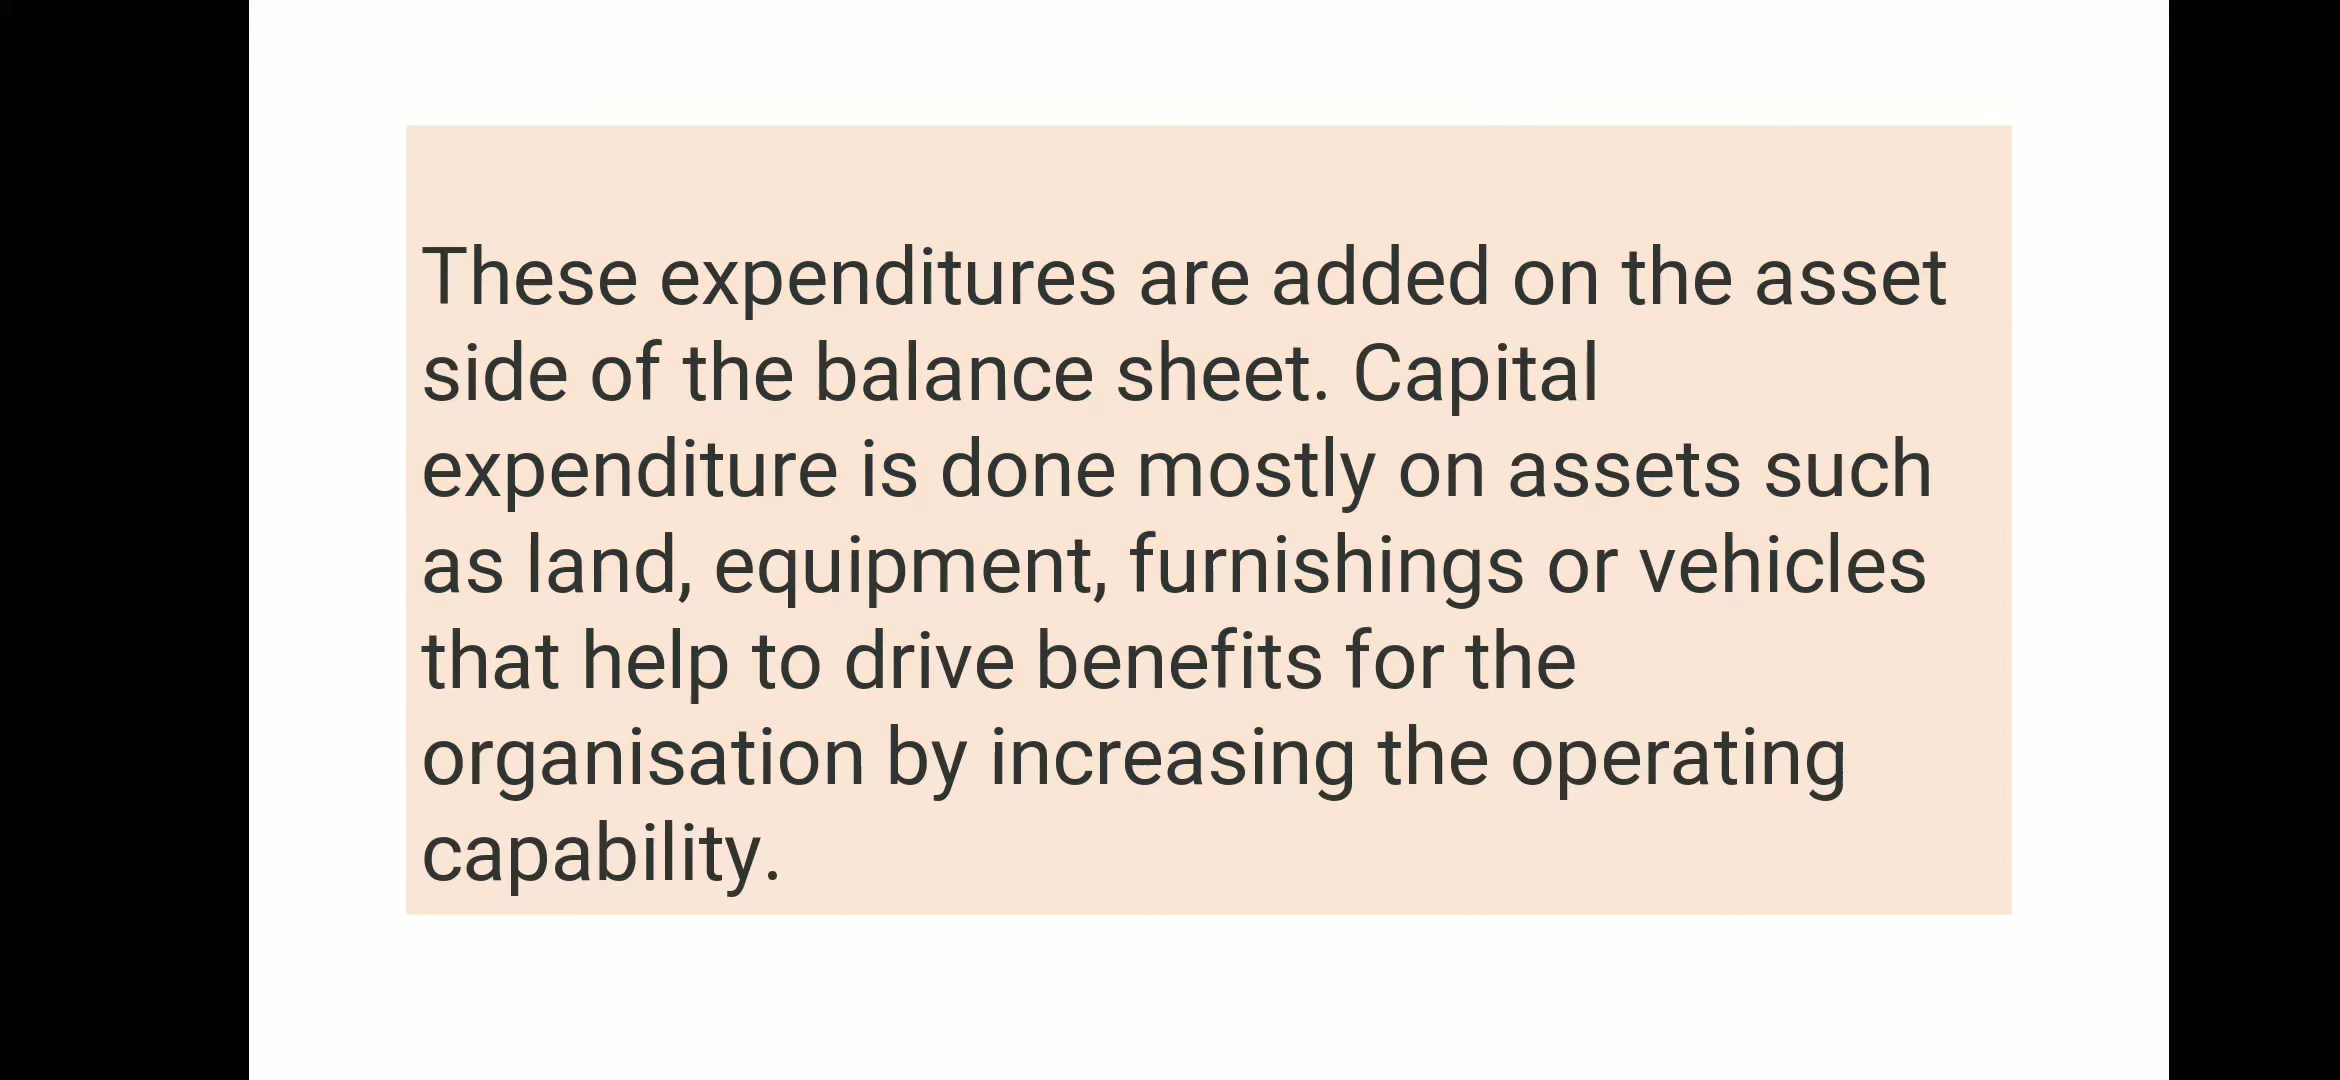 These expenditures are added on the asset
side of the balance sheet. Capital
expenditure is done mostly on assets such
as land, equipment, furnishings or vehicles
that help to drive benefits for the
organisation by increasing the operating
capability.